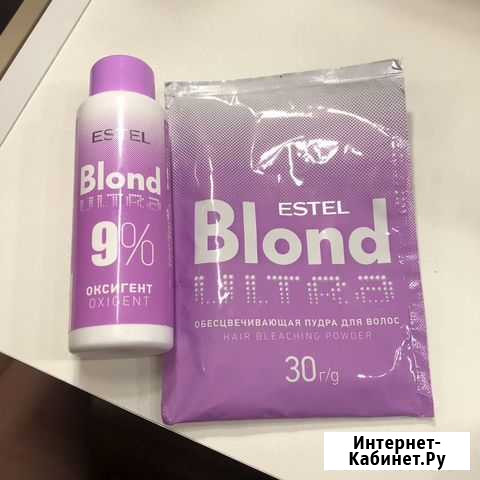 ESTEL
Blond
ULTRA
9%
ОКСИГЕНТ
OXIGENT
ESTEL
Blond
ULTRA
ОБЕСЦВЕЧИВАЮЩАЯ ПУДРА ДЛЯ ВОЛОС
HAIR BLEACHING POWDER
30 г/g
Интернет-
Кабинет.Ру